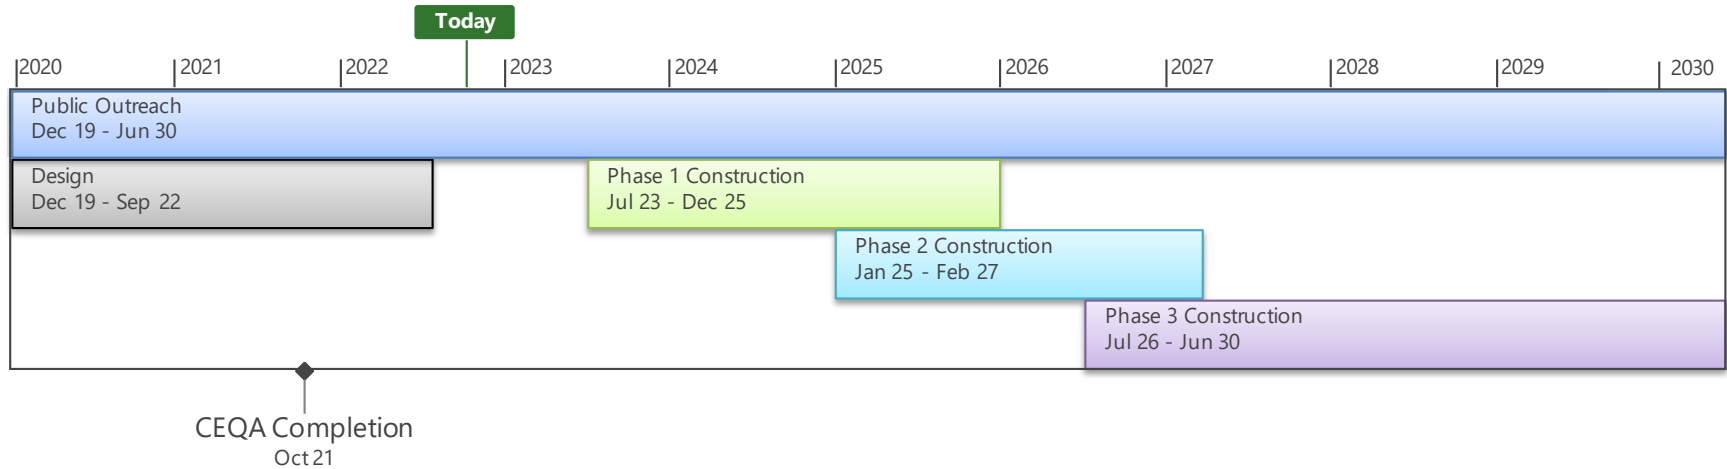 Today
2020 2021 2022 2023 2024 2025 2026 2027 2028 2029 2030
Public Outreach
Dec 19 - Jun 30
Design
Dec 19 - Sep 22
Phase 1 Construction
Jul 23 - Dec 25
Phase 2 Construction
Jan 25 - Feb 27
Phase 3 Construction
Jul 26 - Jun 30
CEQA Completion
Oct 21